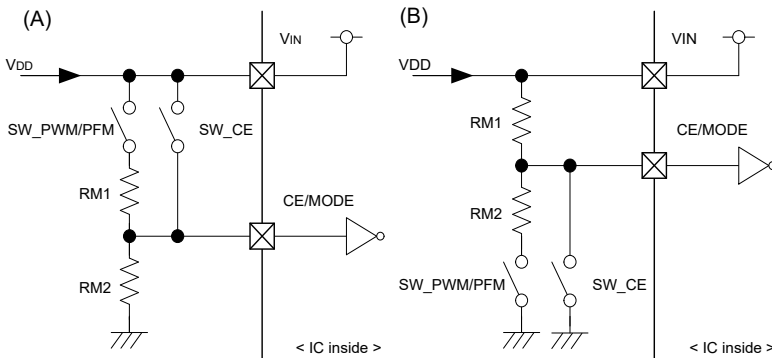 (A)
VIN
VDD
SW_PWM/PFM
SW_CE
RM1
CE/MODE
RM2
< IC inside >
(B)
VIN
VDD
RM1
CE/MODE
RM2
SW_PWM/PFM
SW_CE
< IC inside >